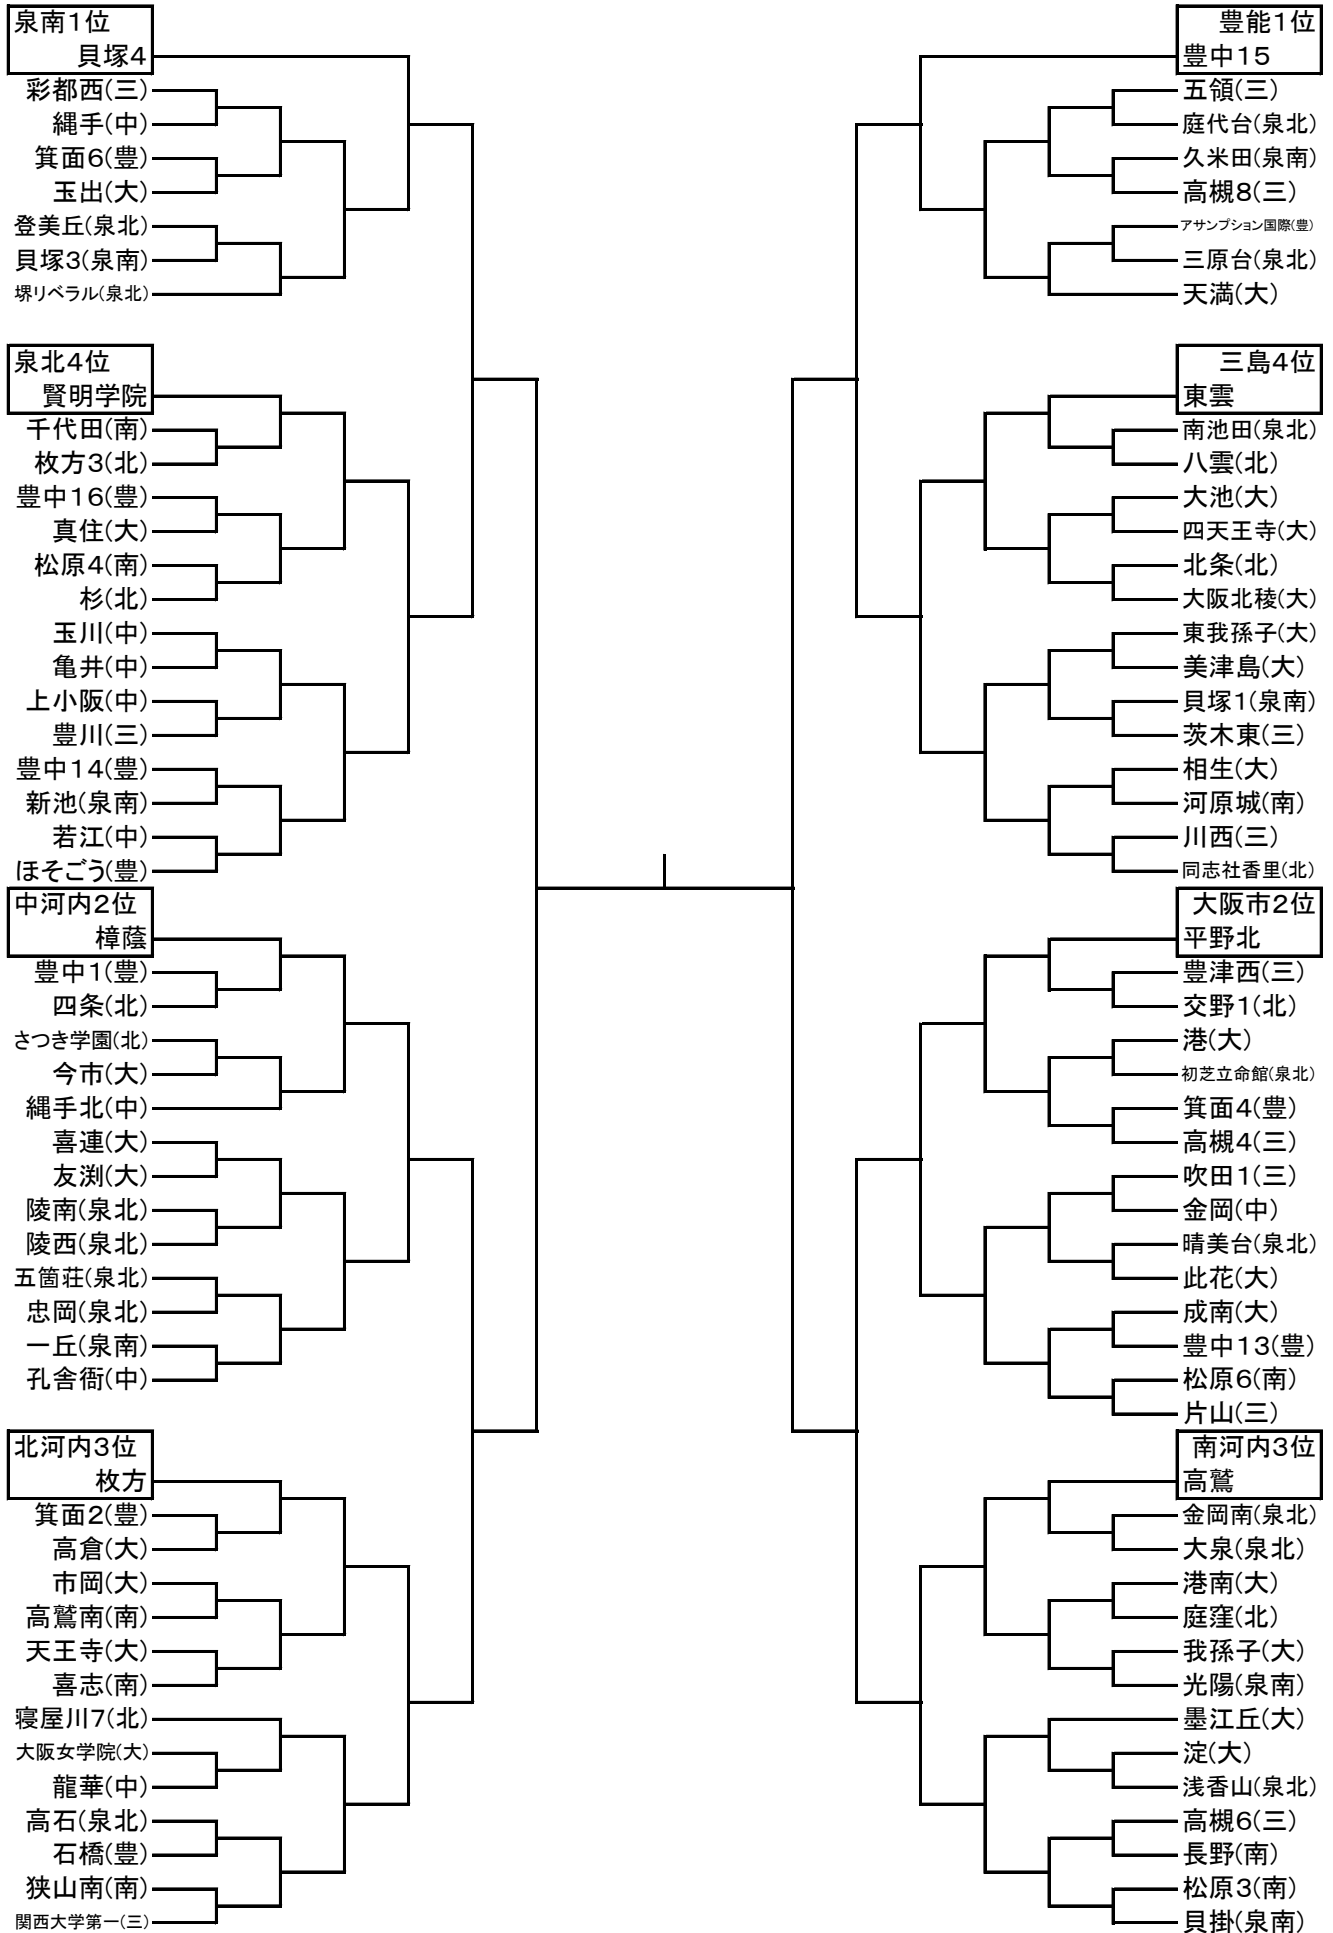 泉南1位
貝塚4
彩都西(三)
縄手(中)
箕面6(豊)
玉出(大)
登美丘(泉北)
貝塚3(泉南)
堺リベラル(泉北)
泉北4位
賢明学院
千代田(南)
枚方3(北)
豊中16(豊)
真住(大)
松原4(南)
杉(北)
玉川(中)
亀井(中)
上小阪(中)
豊川(三)
豊中14(豊)
新池(泉南)
若江(中)
ほそごう(豊)
中河内2位
樟蔭
豊中1(豊)
四条(北)
さつき学園(北)
今市(大)
縄手北(中)
喜連(大)
友渕(大)
陵南(泉北)
陵西(泉北)
五箇荘(泉北)
忠岡(泉北)
一丘(泉南)
孔舎衙(中)
北河内3位
枚方
箕面2(豊)
高倉(大)
市岡(大)
高鷲南(南)
天王寺(大)
喜志(南)
寝屋川7(北)
大阪女学院(大)
龍華(中)
高石(泉北)
石橋(豊)
狭山南(南)
関西大学第一(三)
豊能1位
豊中15
五領(三)
庭代台(泉北)
久米田(泉南)
高槻8(三)
アサンプション国際(豊)
三原台(泉北)
天満(大)
三島4位
東雲
南池田(泉北)
八雲(北)
大池(大)
四天王寺(大)
北条(北)
大阪北稜(大)
東我孫子(大)
美津島(大)
貝塚1(泉南)
茨木東(三)
相生(大)
河原城(南)
川西(三)
同志社香里(北)
大阪市2位
平野北
豊津西(三)
交野1(北)
港(大)
初芝立命館(泉北)
箕面4(豊)
高槻4(三)
吹田1(三)
金岡(中)
晴美台(泉北)
此花(大)
成南(大)
豊中13(豊)
松原6(南)
片山(三)
南河内3位
高鷲
金岡南(泉北)
大泉(泉北)
港南(大)
庭窪(北)
我孫子(大)
光陽(泉南)
墨江丘(大)
淀(大)
浅香山(泉北)
高槻6(三)
長野(南)
松原3(南)
貝掛(泉南)